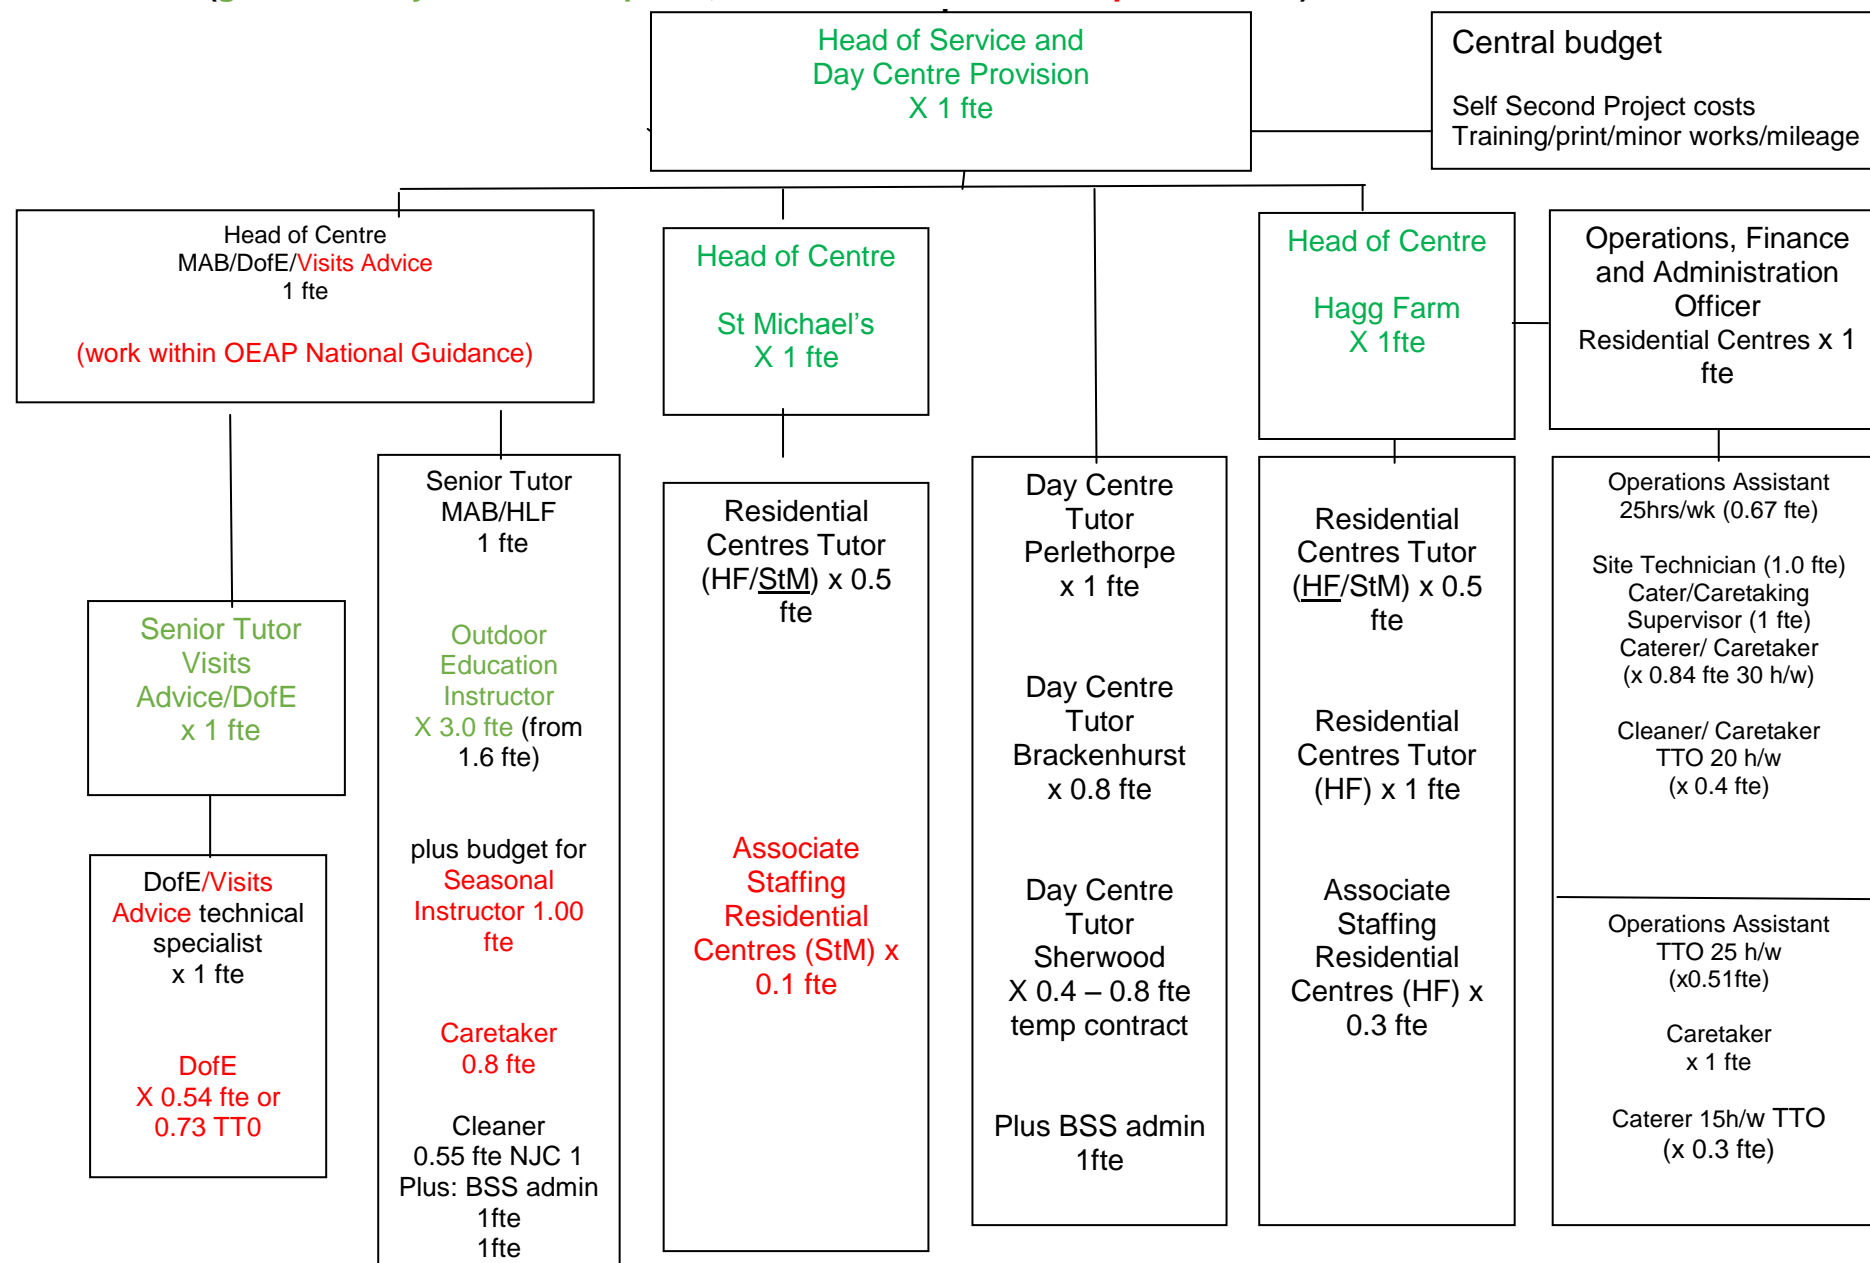 Head of Service and
Day Centre Provision
X 1 fte
Central budget
Self Second Project costs
Training/print/minor works/mileage
Head of Centre
MAB/DofE/Visits Advice
1 fte
(work within OEAP National Guidance)
Head of Centre
St Michael’s
X 1 fte
Head of Centre
Hagg Farm
X 1fte
Operations, Finance
and Administration
Officer
Residential Centres x 1
fte
Senior Tutor
Visits
Advice/DofE
x 1 fte
DofE/Visits
Advice technical
specialist
x 1 fte
DofE
X 0.54 fte or
0.73 TT0
Senior Tutor
MAB/HLF
1 fte
Outdoor
Education
Instructor
X 3.0 fte (from
1.6 fte)
plus budget for
Seasonal
Instructor 1.00
fte
Caretaker
0.8 fte
Cleaner
0.55 fte NJC 1
Plus: BSS admin
1fte
1fte
Residential
Centres Tutor
(HF/StM) x 0.5
fte
Associate
Staffing
Residential
Centres (StM) x
0.1 fte
Day Centre
Tutor
Perlethorpe
x 1 fte
Day Centre
Tutor
Brackenhurst
x 0.8 fte
Day Centre
Tutor
Sherwood
X 0.4 – 0.8 fte
temp contract
Plus BSS admin
1fte
Residential
Centres Tutor
(HF/StM) x 0.5
fte
Residential
Centres Tutor
(HF) x 1 fte
Associate
Staffing
Residential
Centres (HF) x
0.3 fte
Operations Assistant
25hrs/wk (0.67 fte)
Site Technician (1.0 fte)
Cater/Caretaking
Supervisor (1 fte)
Caterer/ Caretaker
(x 0.84 fte 30 h/w)
Cleaner/ Caretaker
TTO 20 h/w
(x 0.4 fte)
Operations Assistant
TTO 25 h/w
(x0.51fte)
Caretaker
x 1 fte
Caterer 15h/w TTO
(x 0.3 fte)